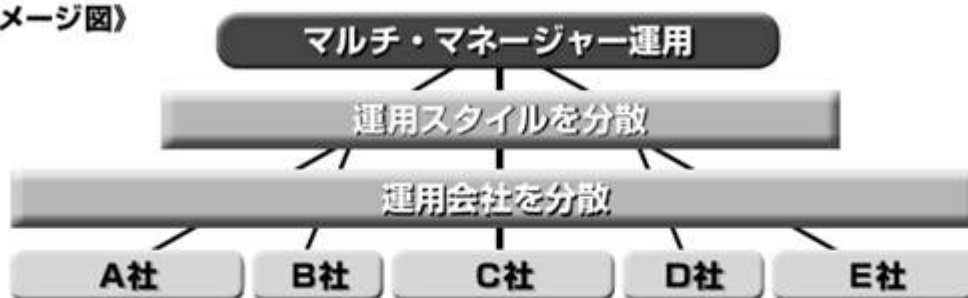 メージ図》
マルチ・マネージャー運用
運用スタイルを分散
運用会社を分散
A社 B社 C社 D社 E社